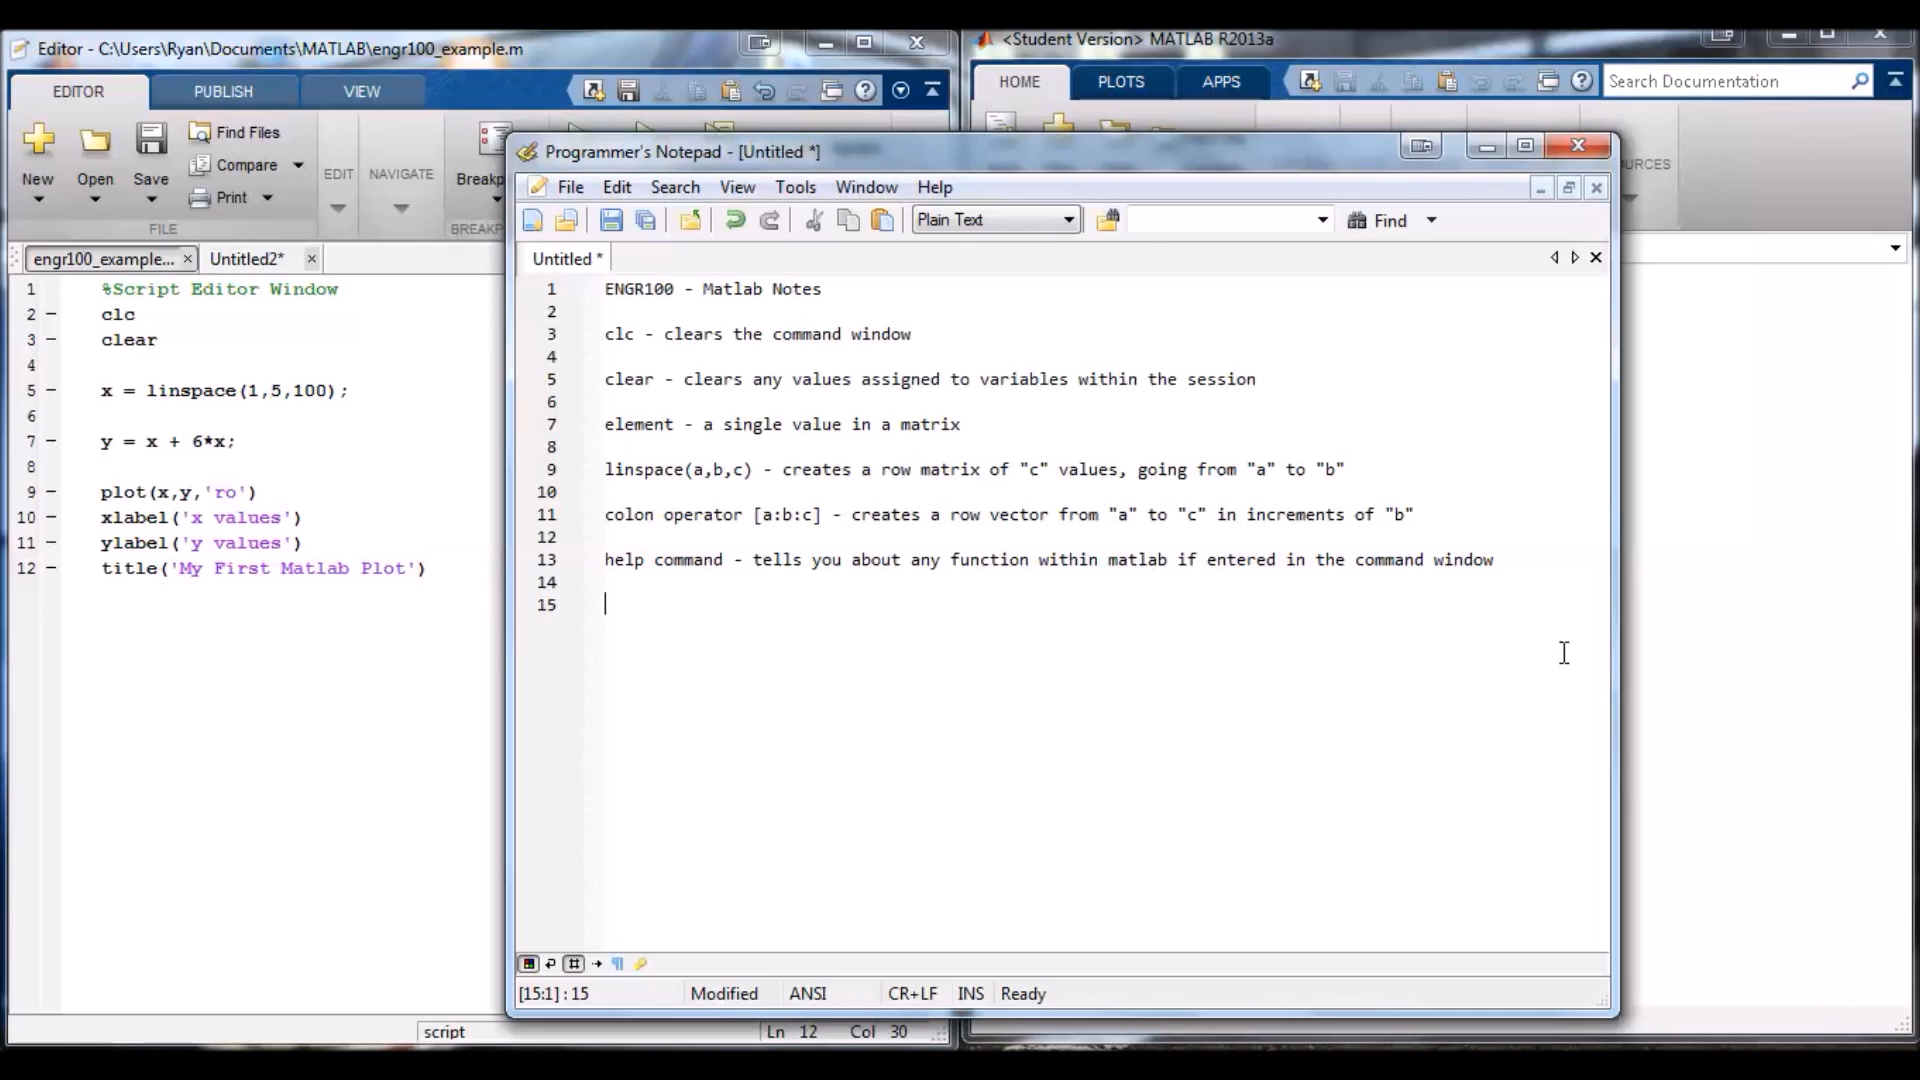 Editor - C:\Users\Ryan\Documents\MATLAB\engr100_example.m
EDITOR PUBLISH VIEW
New Open Save
Find Files
Compare
Print
EDIT NAVIGATE
FILE
engr100_example... × Untitled2* ×
1 %Script Editor Window
2 – clc
3 – clear
4
5 – x = linspace(1,5,100);
6
7 – y = x + 6*x;
8
9 – plot(x,y,'ro')
10 – xlabel('x values')
11 – ylabel('y values')
12 – title('My First Matlab Plot')
script Ln 12 Col 30
<Student Version> MATLAB R2013a
HOME PLOTS APPS Search Documentation
Programmer's Notepad - [Untitled *]
File Edit Search View Tools Window Help
Plain Text Find
Untitled *
1 ENGR100 - Matlab Notes
2
3 clc - clears the command window
4
5 clear - clears any values assigned to variables within the session
6
7 element - a single value in a matrix
8
9 linspace(a,b,c) - creates a row matrix of "c" values, going from "a" to "b"
10
11 colon operator [a:b:c] - creates a row vector from "a" to "c" in increments of "b"
12
13 help command - tells you about any function within matlab if entered in the command window
14
15
[15:1] : 15 Modified ANSI CR+LF INS Ready